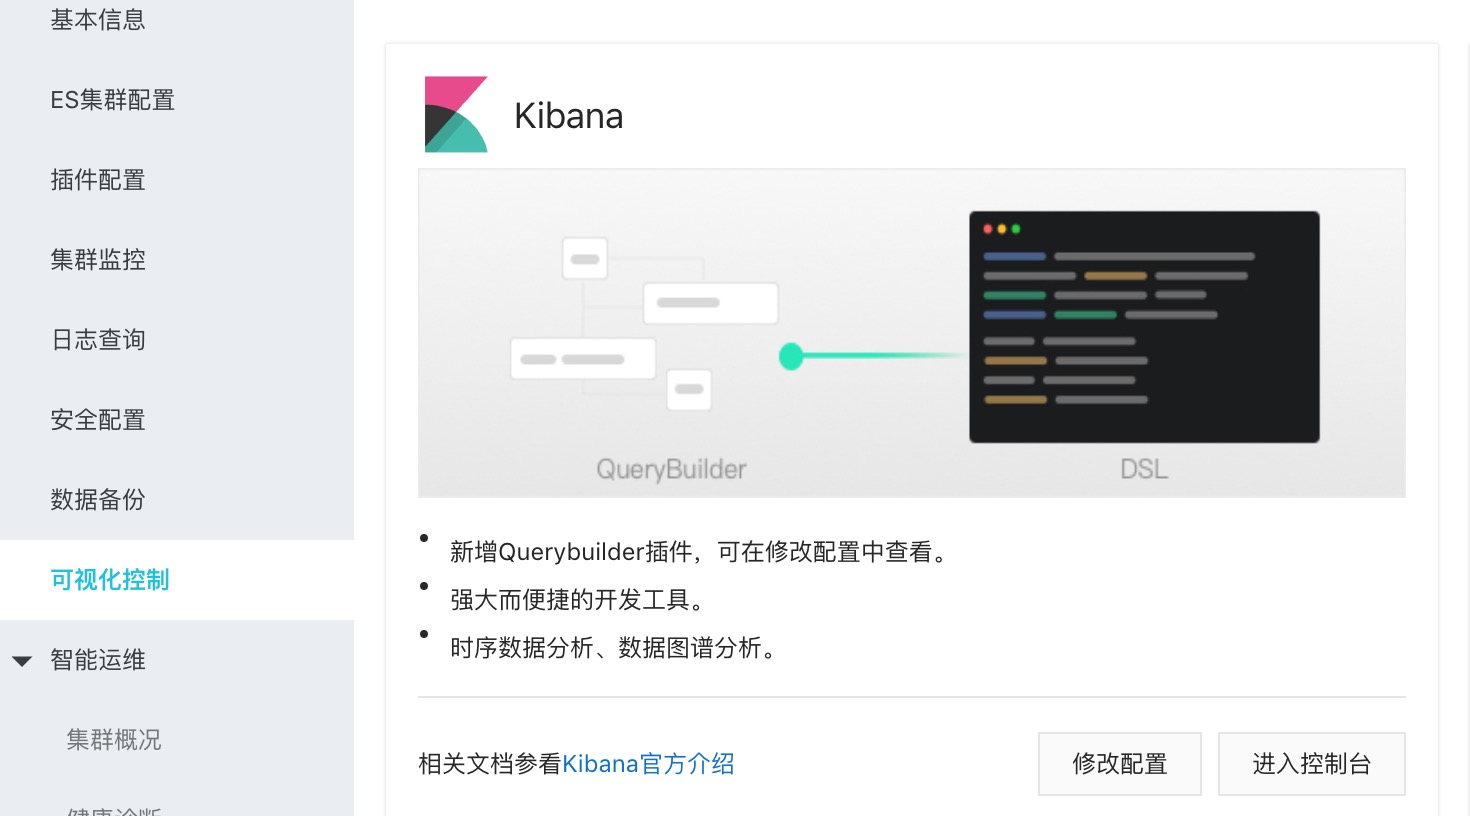 基本信息
ES集群配置
插件配置
集群监控
日志查询
安全配置
数据备份
可视化控制
智能运维
集群概况
健康诊断
Kibana
QueryBuilder
DSL
新增Querybuilder插件，可在修改配置中查看。
强大而便捷的开发工具。
时序数据分析、数据图谱分析。
相关文档参看Kibana官方介绍
修改配置
进入控制台